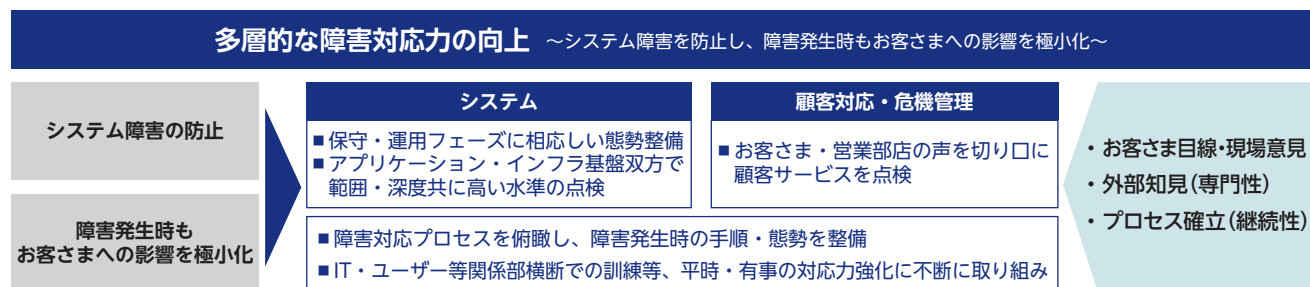 多層的な障害対応力の向上 ～システム障害を防止し、障害発生時もお客さまへの影響を極小化～
システム障害の防止
障害発生時も
お客さまへの影響を極小化
システム
■保守・運用フェーズに相応しい態勢整備
■アプリケーション・インフラ基盤双方で
範囲・深度共に高い水準の点検
顧客対応・危機管理
■お客さま・営業部店の声を切り口に
顧客サービスを点検
■障害対応プロセスを俯瞰し、障害発生時の手順・態勢を整備
■IT・ユーザー等関係部横断での訓練等、平時・有事の対応力強化に不断に取り組み
・お客さま目線・現場意見
・外部知見（専門性）
・プロセス確立（継続性）